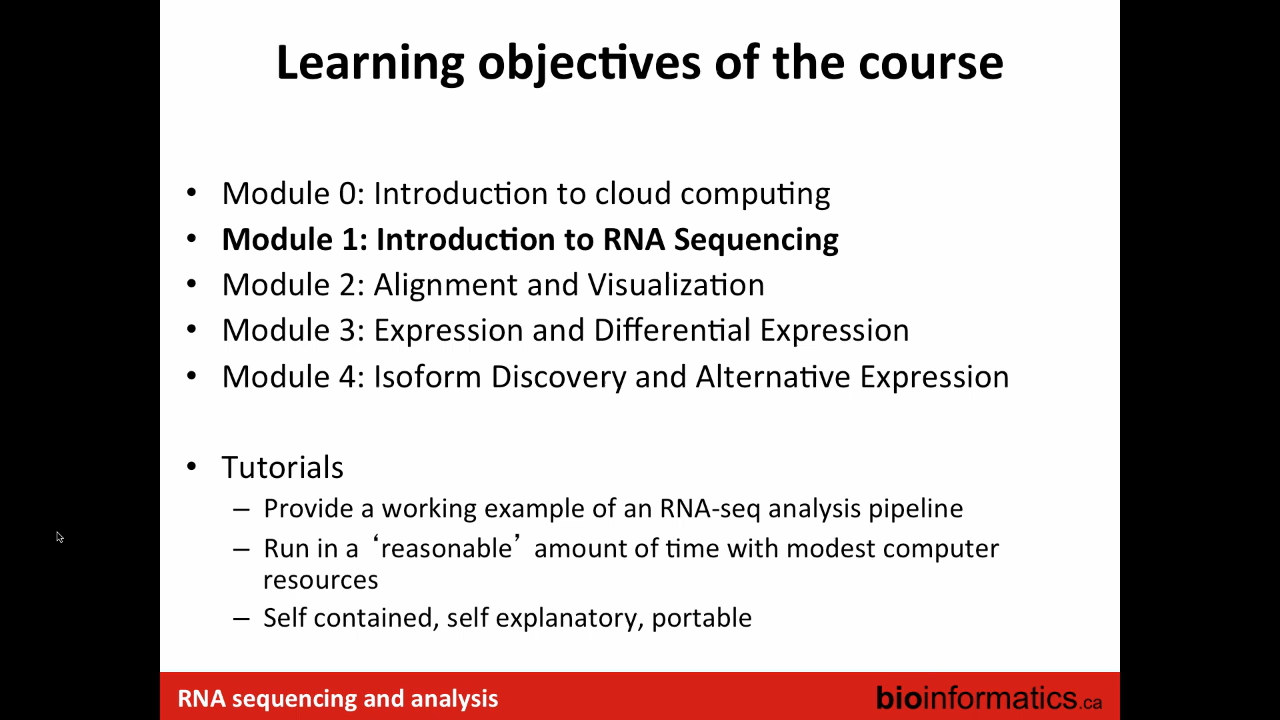 Learning objectives of the course
• Module 0: Introduction to cloud computing
• Module 1: Introduction to RNA Sequencing
• Module 2: Alignment and Visualization
• Module 3: Expression and Differential Expression
• Module 4: Isoform Discovery and Alternative Expression
• Tutorials
– Provide a working example of an RNA-seq analysis pipeline
– Run in a ‘reasonable’ amount of time with modest computer
resources
– Self contained, self explanatory, portable
RNA sequencing and analysis
bioinformatics.ca